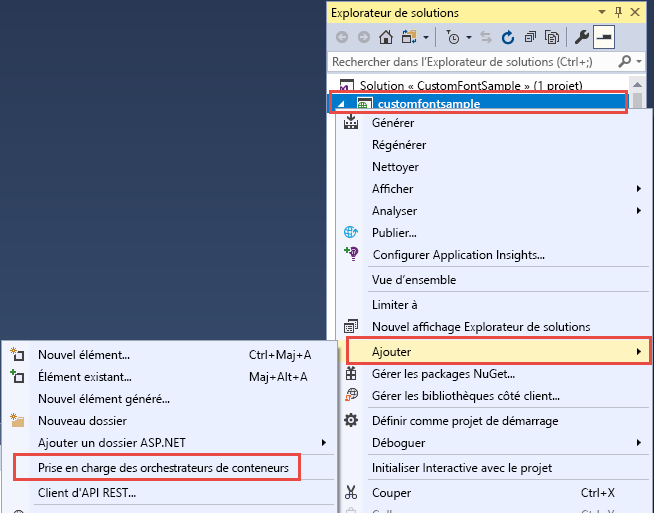 Explorateur de solutions
Rechercher dans l'Explorateur de solutions (Ctrl+;)
Solution « CustomFontSample » (1 projet)
customfontsample
Générer
Régénérer
Nettoyer
Afficher
Analyser
Publier...
Configurer Application Insights...
Vue d'ensemble
Limiter à
Nouvel affichage Explorateur de solutions
Ajouter
Gérer les packages NuGet...
Gérer les bibliothèques côté client...
Définir comme projet de démarrage
Déboguer
Initialiser Interactive avec le projet
Couper Ctrl+X
Nouvel élément... Ctrl+Maj+A
Élément existant... Maj+Alt+A
Nouvel élément généré...
Nouveau dossier
Ajouter un dossier ASP.NET
Prise en charge des orchestrateurs de conteneurs
Client d'API REST...